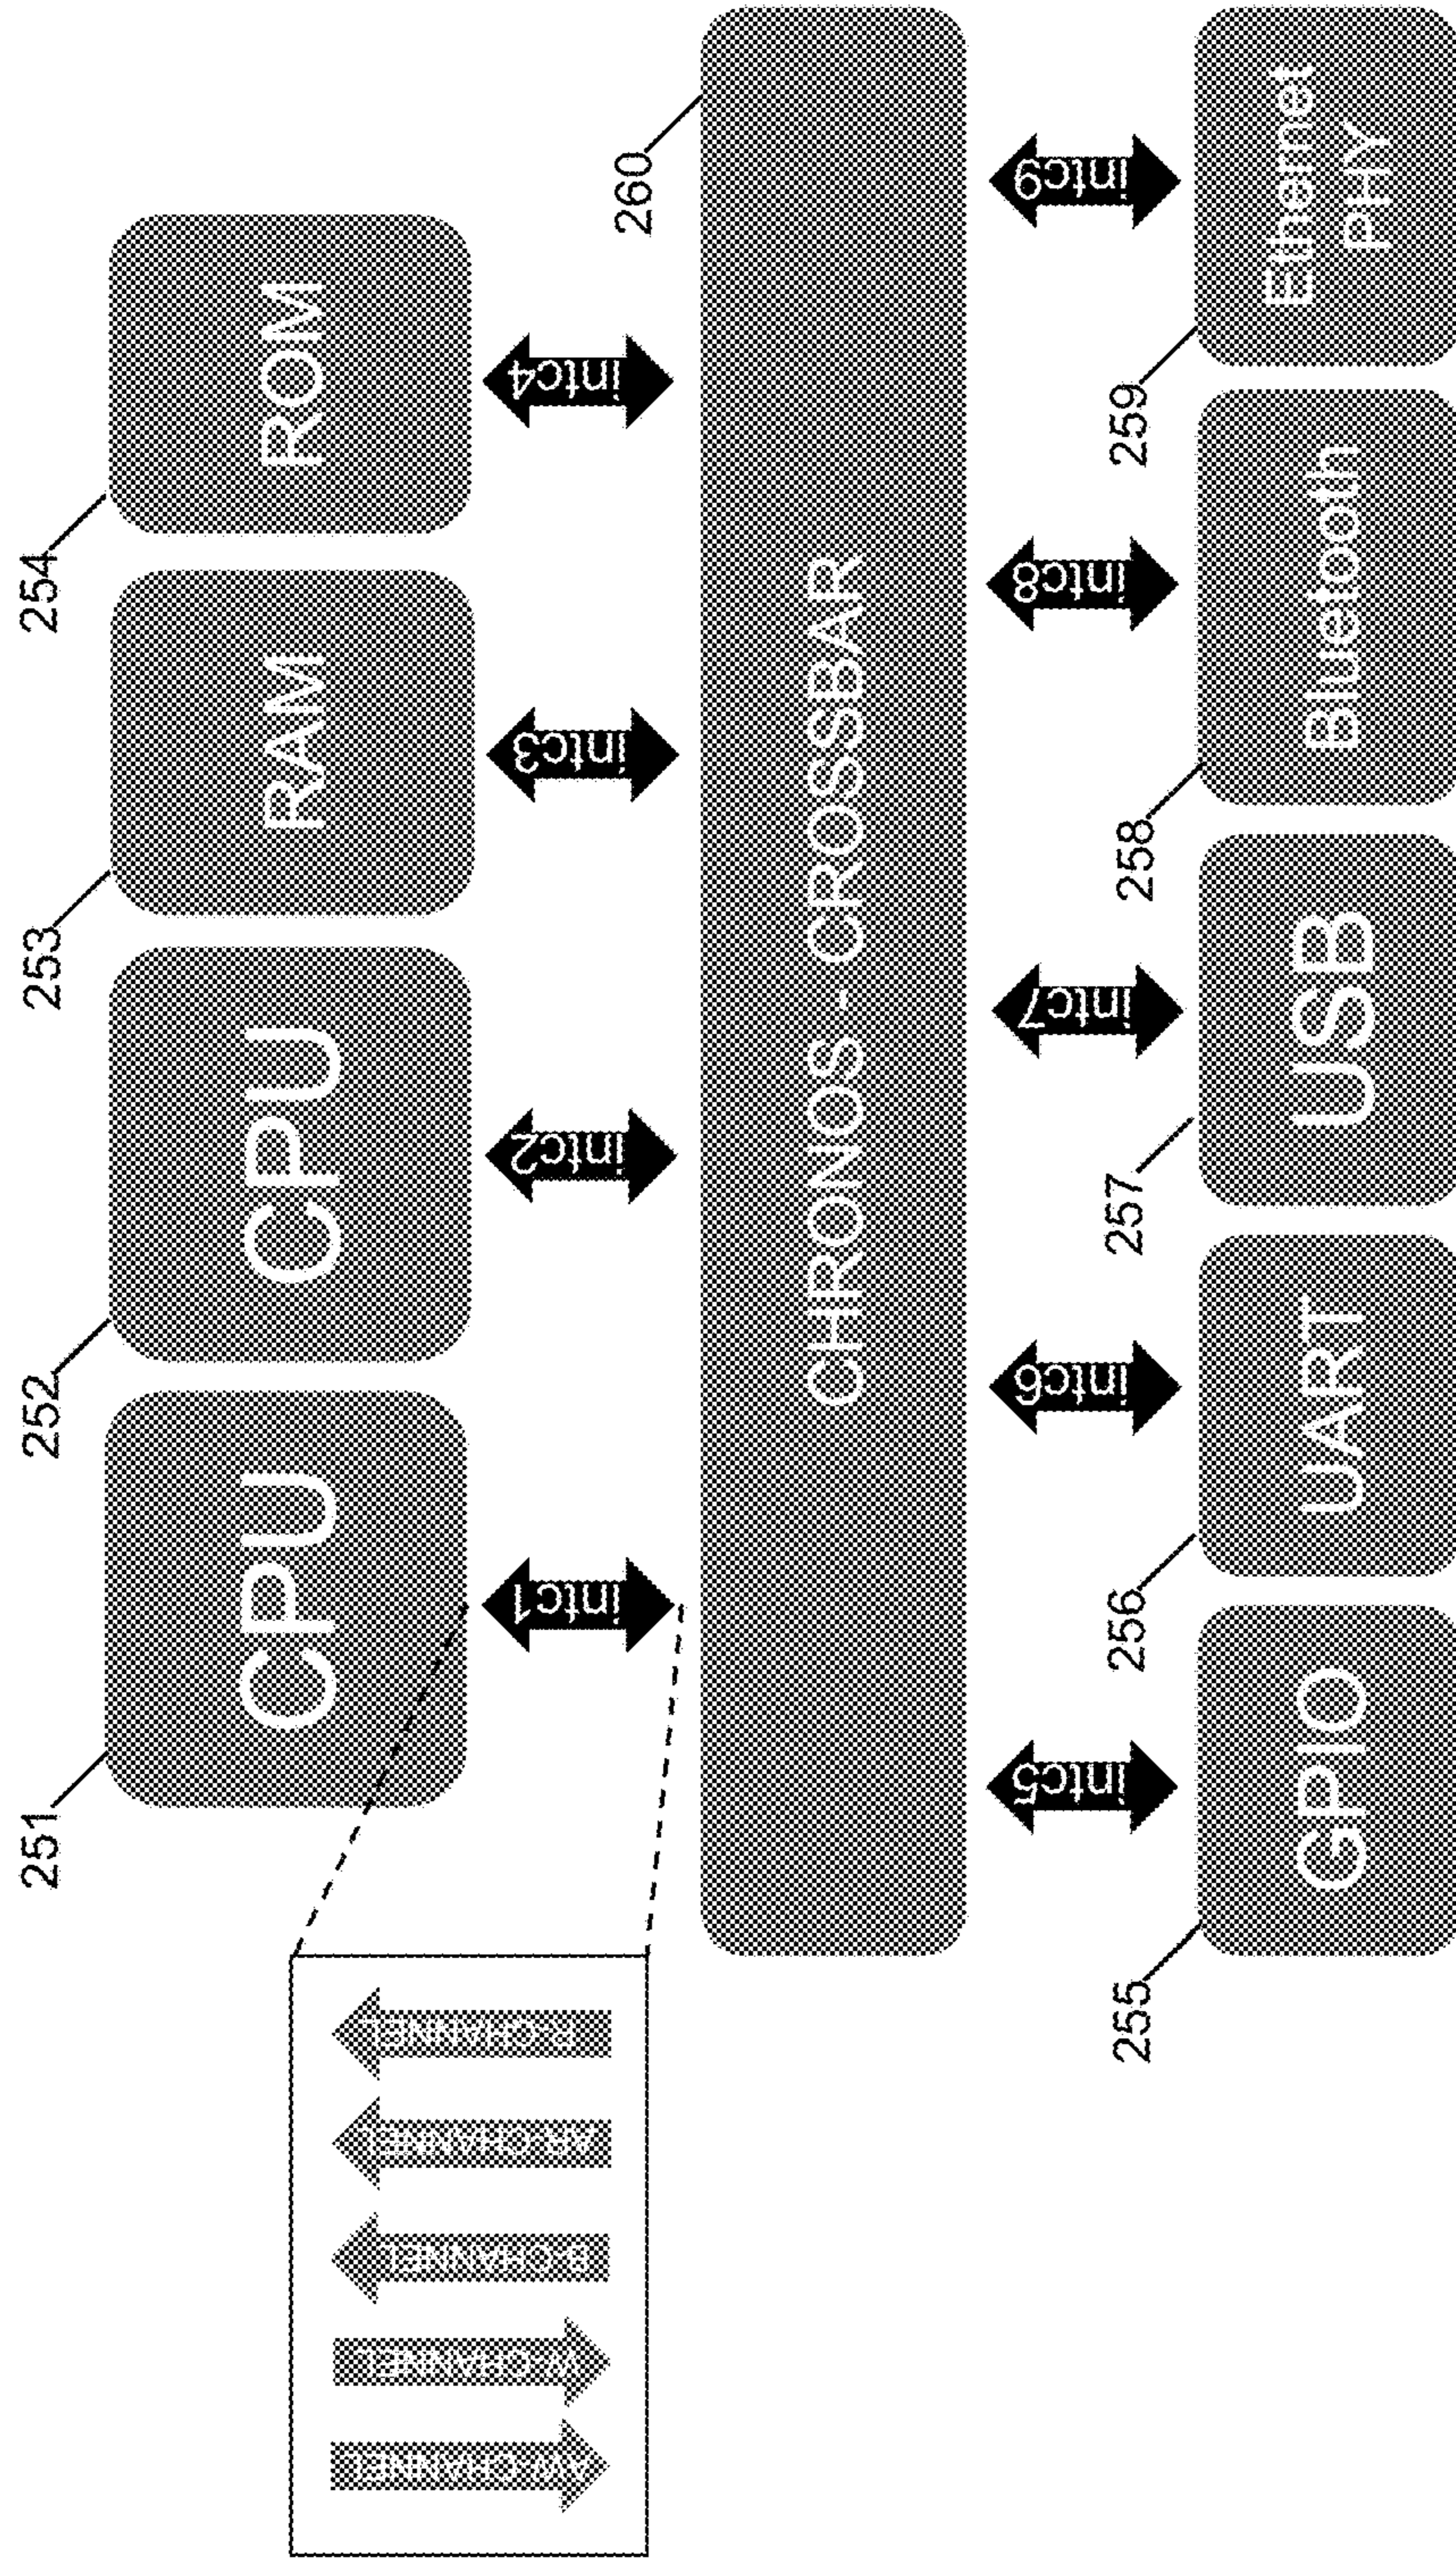 251
CPU
252
CPU
253
RAM
254
ROM
AW-CHANNEL
W-CHANNEL
B-CHANNEL
AR-CHANNEL
R-CHANNEL
intc1
intc2
intc3
intc4
260
CHRONOS - CROSSBAR
intc5
intc6
intc7
intc8
intc9
255
GPIO
256
UART
257
USB
258
Bluetooth
259
Ethernet
PHY